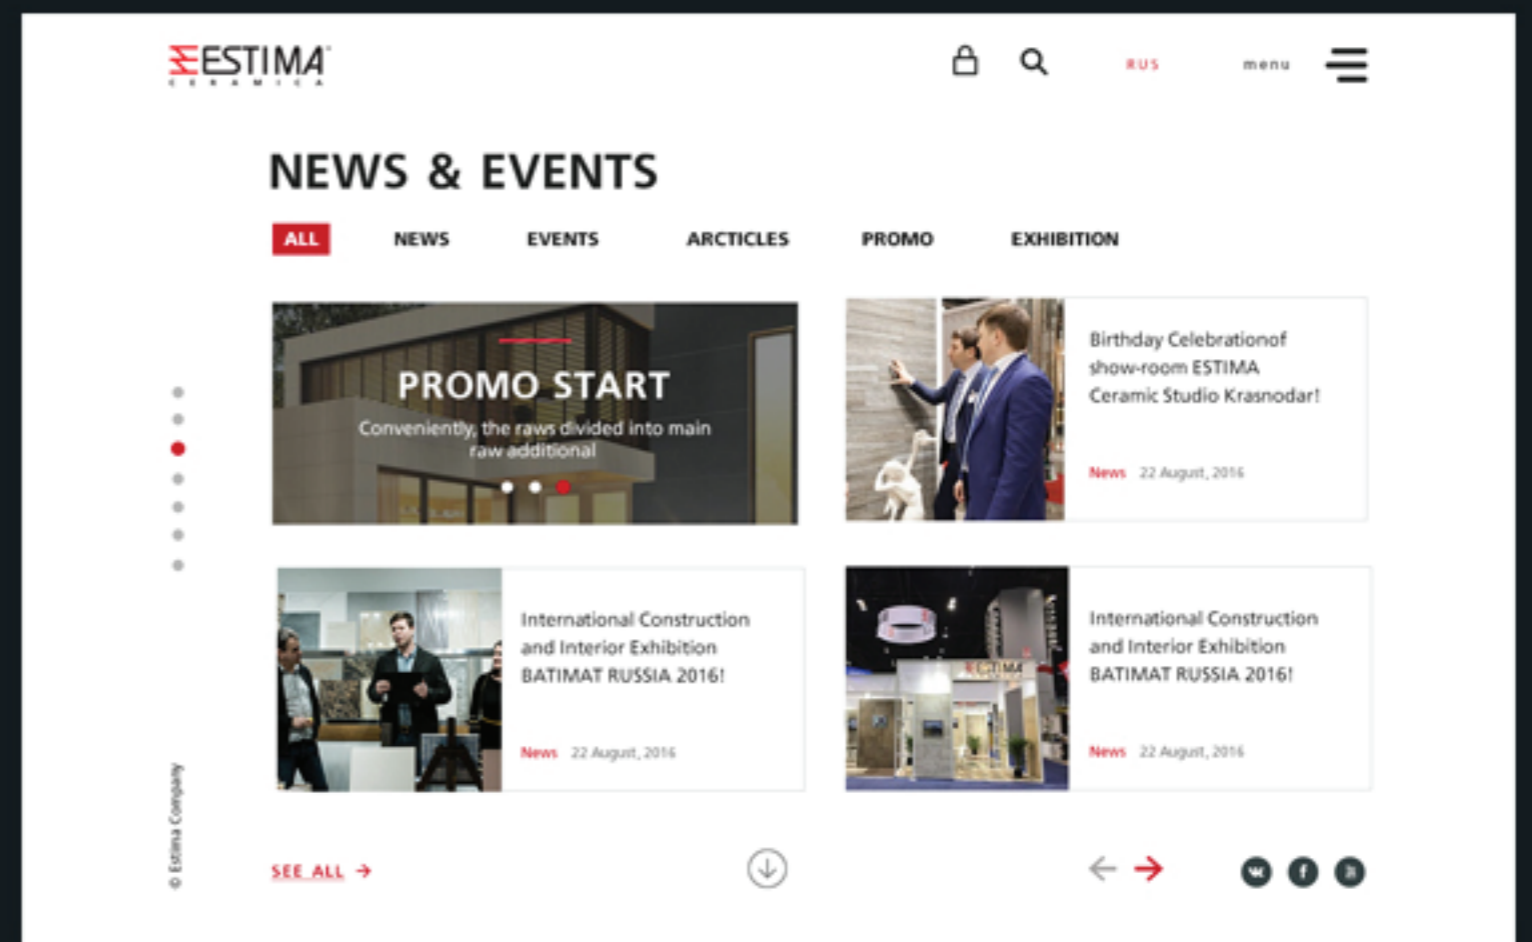 ESTIMA
CERAMICA
RUS
menu
NEWS & EVENTS
ALL
NEWS
EVENTS
ARCTICLES
PROMO
EXHIBITION
PROMO START
Conveniently, the raws divided into main
raw additional
Birthday Celebrationof
show-room ESTIMA
Ceramic Studio Krasnodar!
News 22 August, 2016
International Construction
and Interior Exhibition
BATIMAT RUSSIA 2016!
News 22 August, 2016
ESTIMA
International Construction
and Interior Exhibition
BATIMAT RUSSIA 2016!
News 22 August, 2016
© Estima Company
SEE ALL